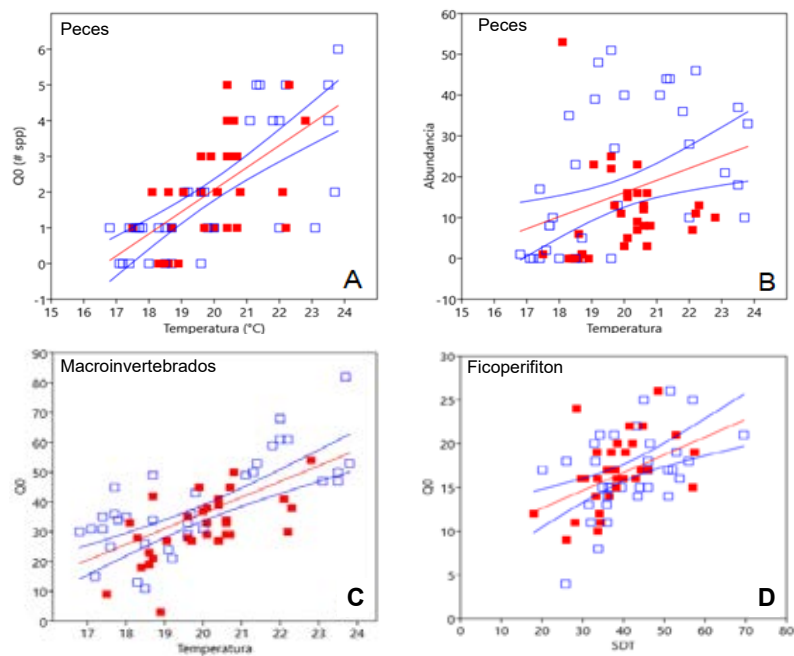 Peces
Q0 (# spp)
6
5
4
3
2
1
0
-1
15 16 17 18 19 20 21 22 23 24
Temperatura (°C)
A
Peces
Abundancia
60
50
40
30
20
10
0
-10
15 16 17 18 19 20 21 22 23 24
Temperatura
B
Macroinvertebrados
Q0
90
80
70
60
50
40
30
20
10
0
17 18 19 20 21 22 23 24
Temperatura
C
Ficoperifiton
Q0
30
25
20
15
10
5
0
0 10 20 30 40 50 60 70 80
SDT
D